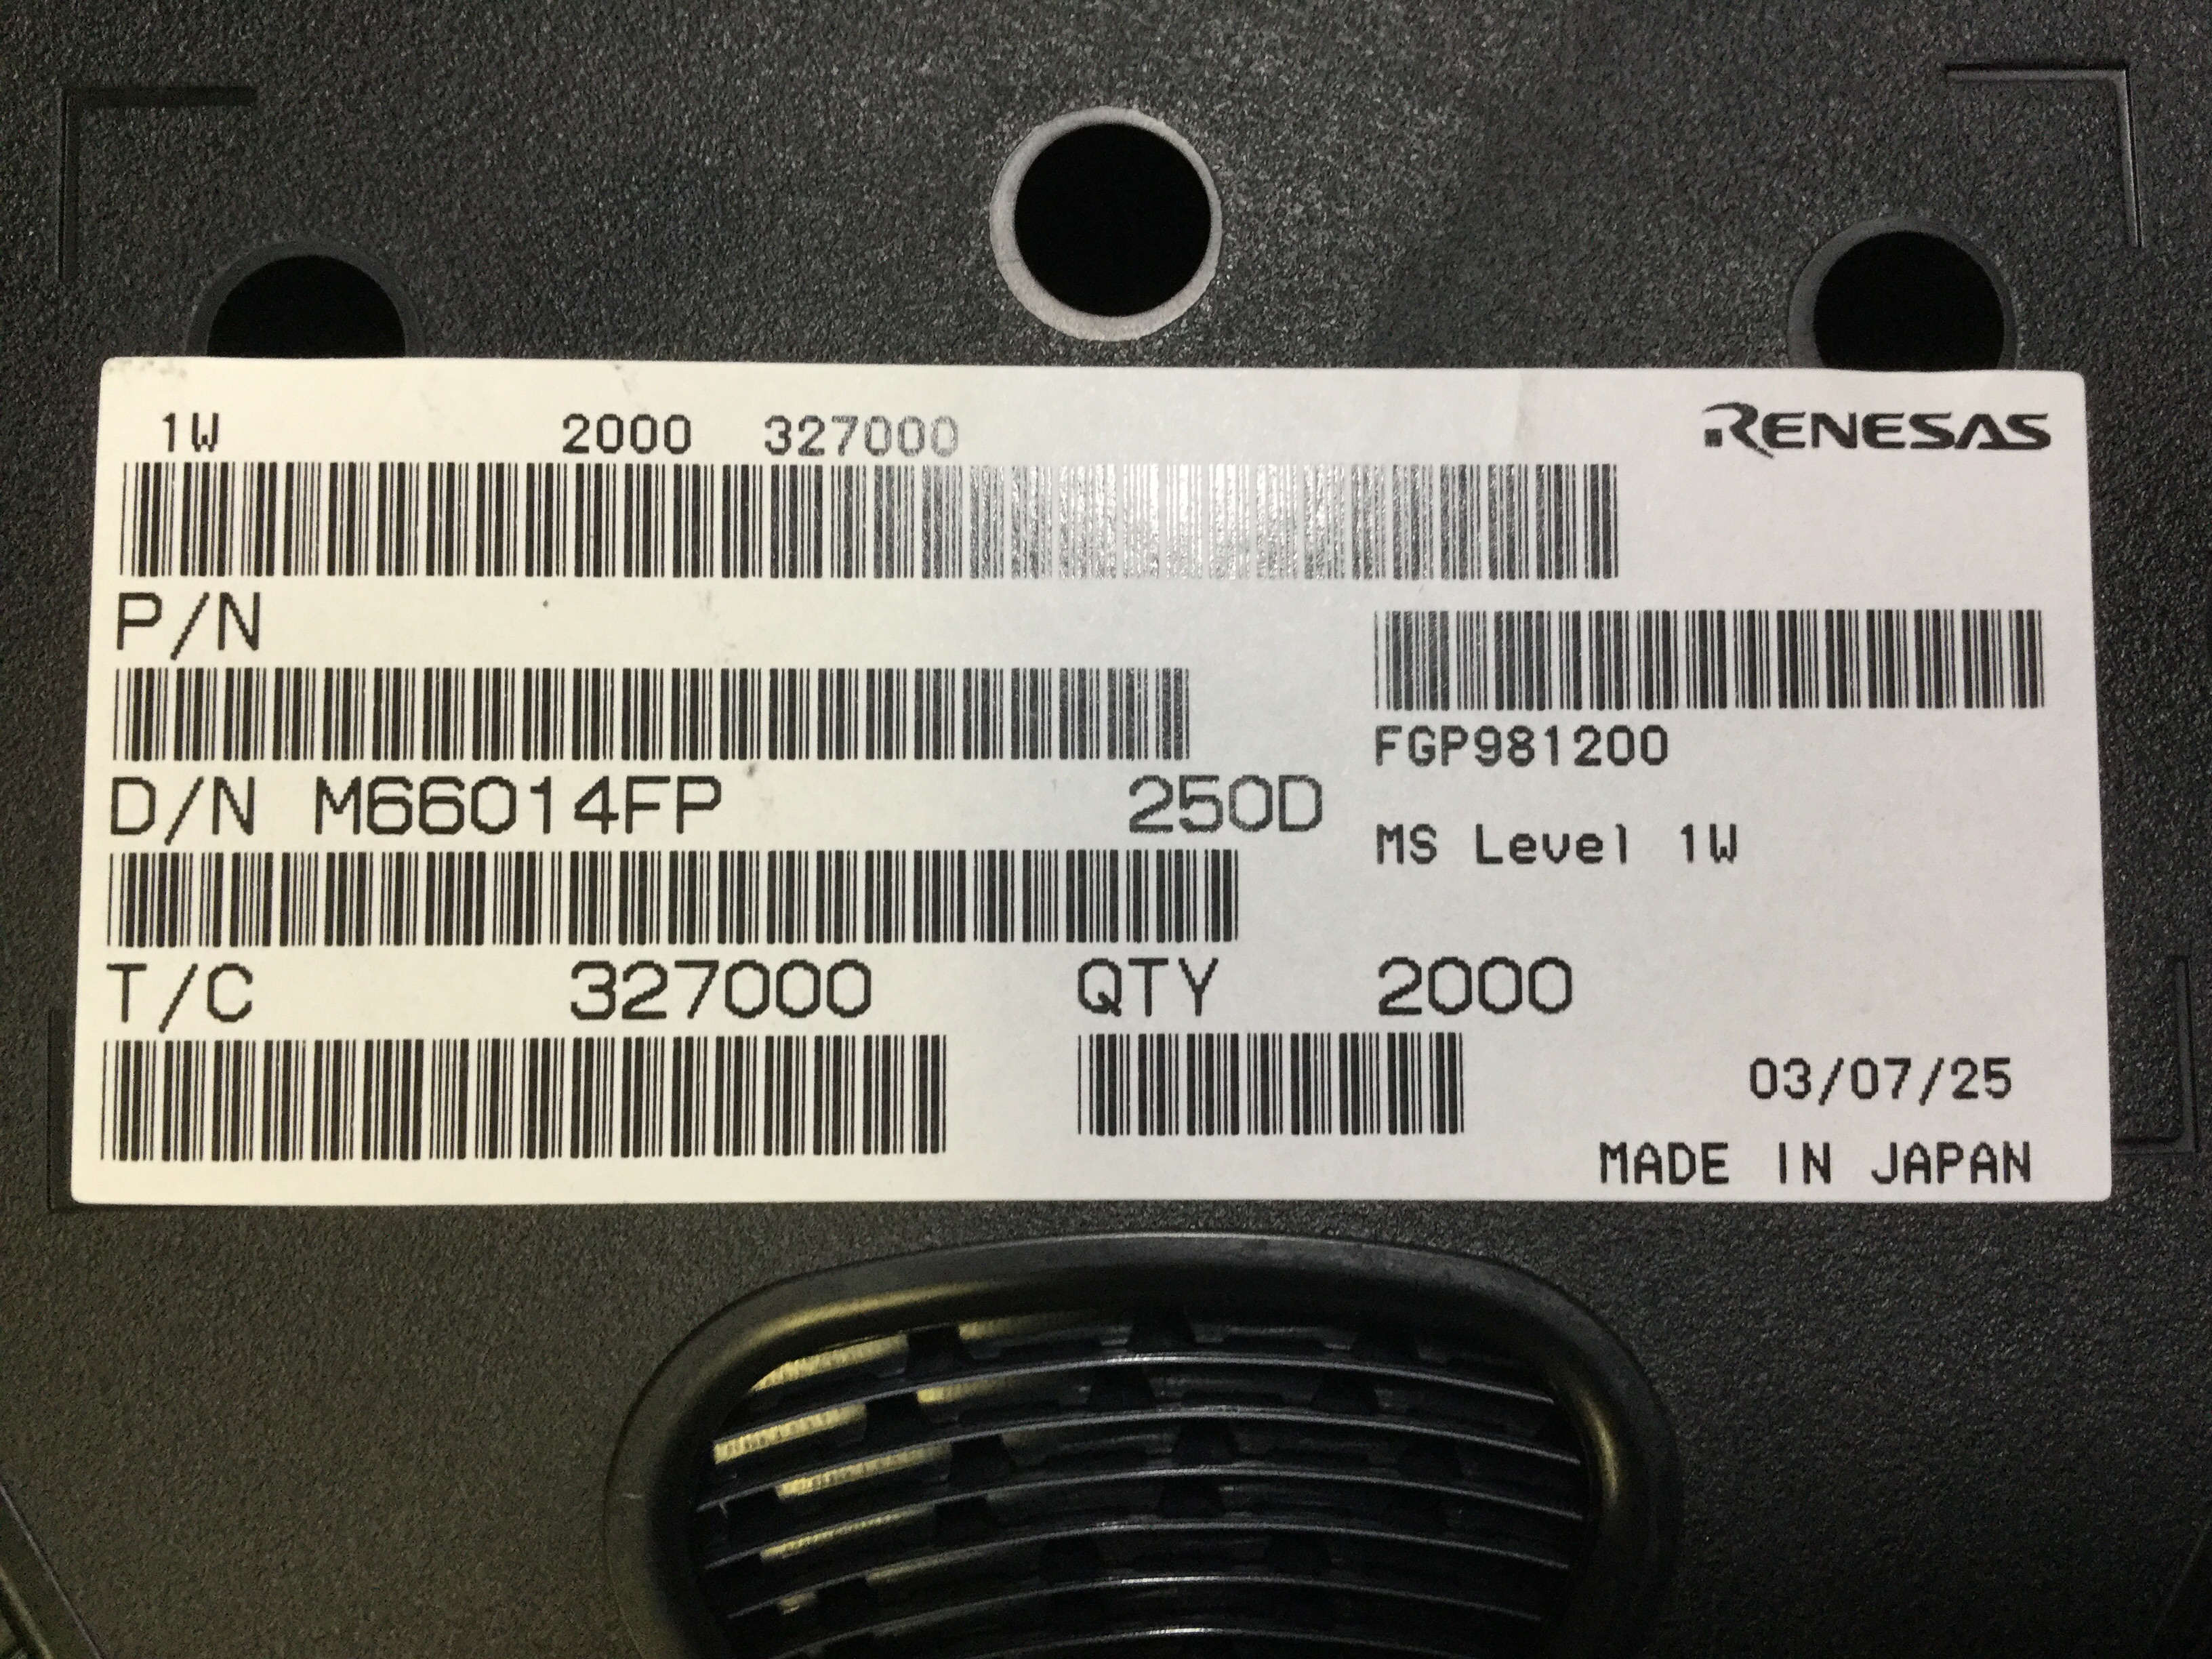 1W 2000 327000
RENESAS
P/N
FGP981200
D/N M66014FP 250D
MS Level 1W
T/C 327000 QTY 2000
03/07/25
MADE IN JAPAN